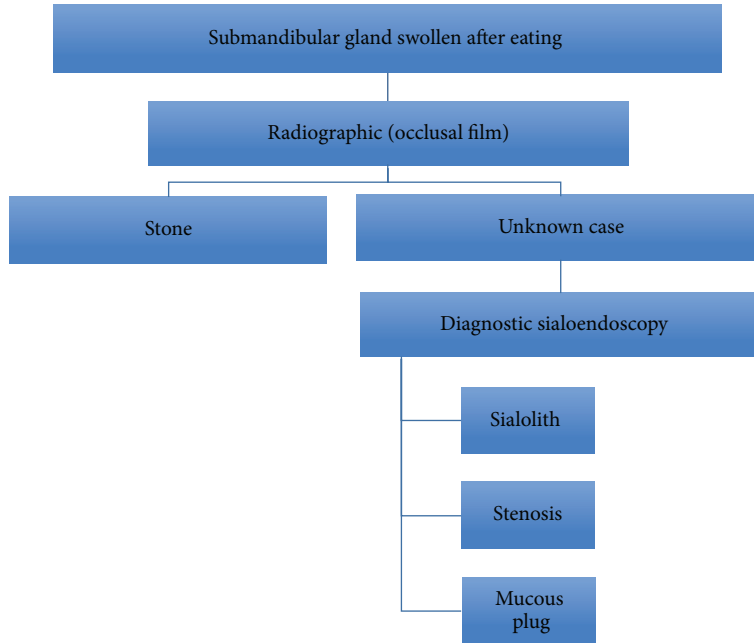 Submandibular gland swollen after eating
Radiographic (occlusal film)
Stone
Unknown case
Diagnostic sialoendoscopy
Sialolith
Stenosis
Mucous
plug